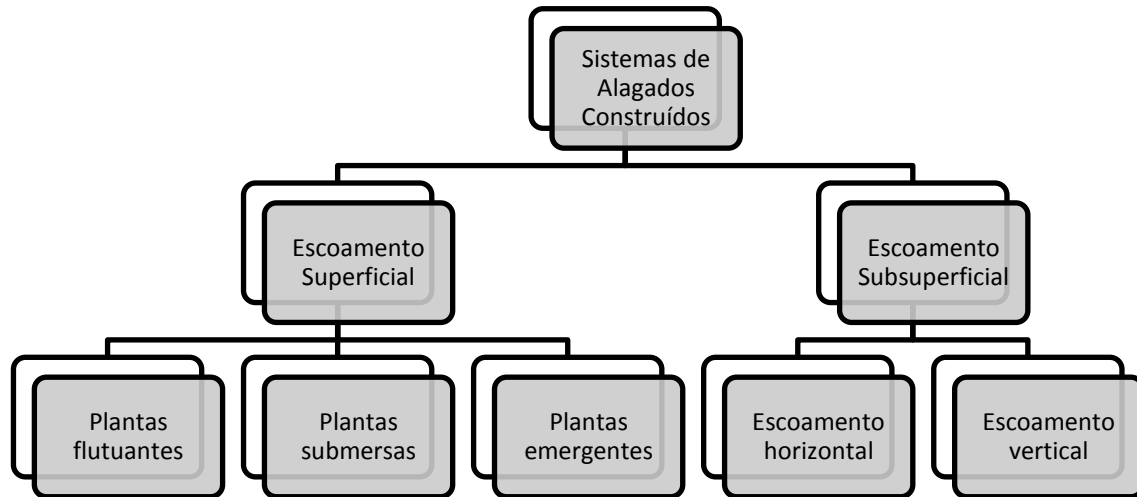 Sistemas de
Alagados
Construídos
Escoamento
Superficial
Escoamento
Subsuperficial
Plantas
flutuantes
Plantas
submersas
Plantas
emergentes
Escoamento
horizontal
Escoamento
vertical